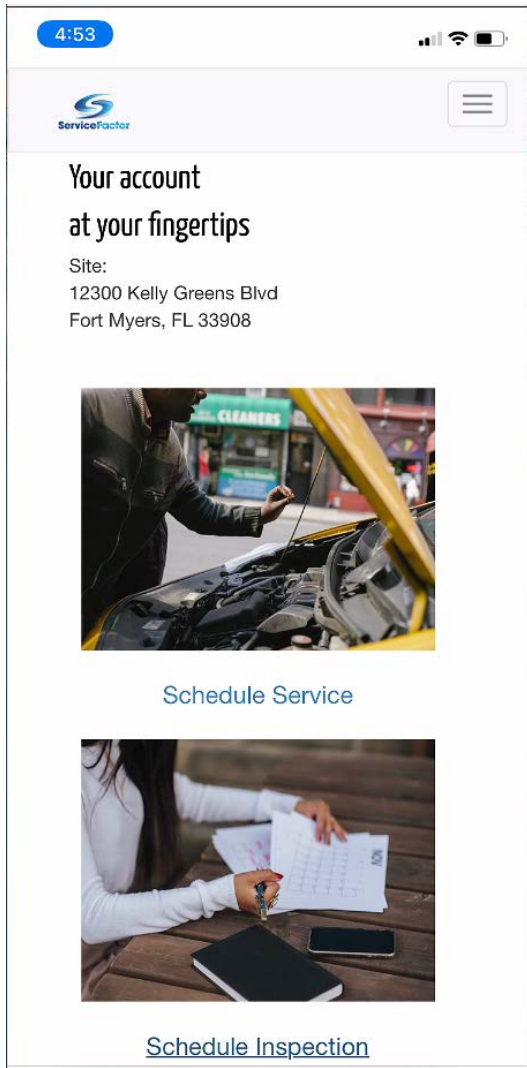 4:53
ServiceFactor
Your account
at your fingertips
Site:
12300 Kelly Greens Blvd
Fort Myers, FL 33908
CLEANERS
Schedule Service
NOV
Schedule Inspection